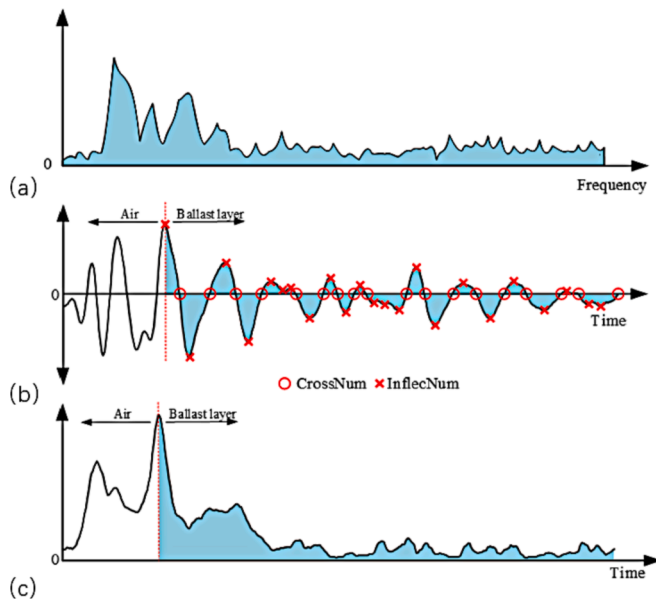 0
Frequency
(a)
Air Ballast layer
0
Time
CrossNum InflecNum
(b)
Air Ballast layer
0
Time
(c)